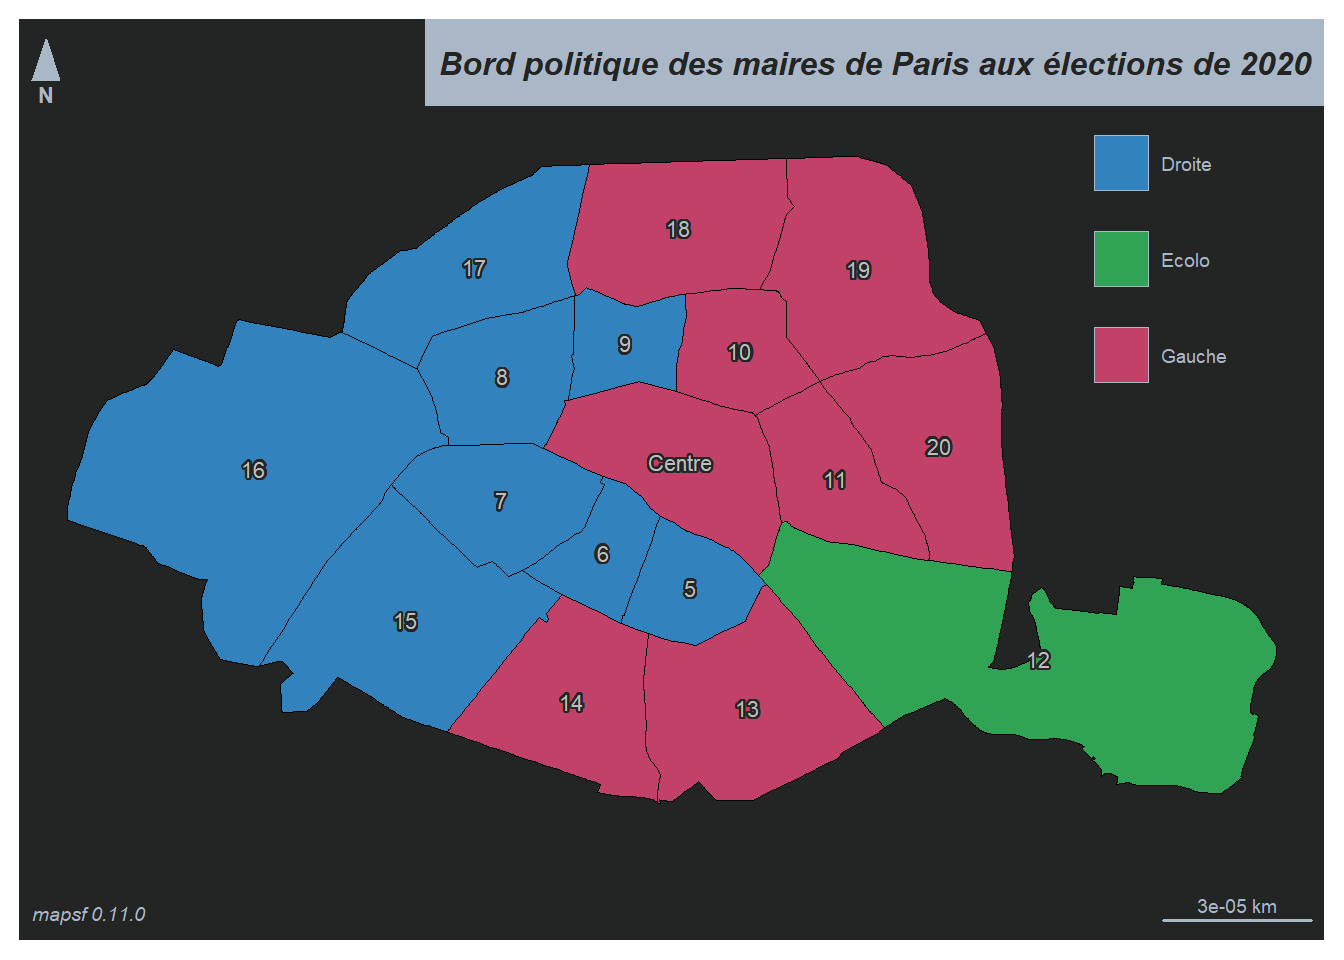 Bord politique des maires de Paris aux élections de 2020
N
Droite
Ecolo
Gauche
18
19
17
9
10
8
20
Centre
16
11
7
6
5
15
12
14
13
mapsf 0.11.0
3e-05 km